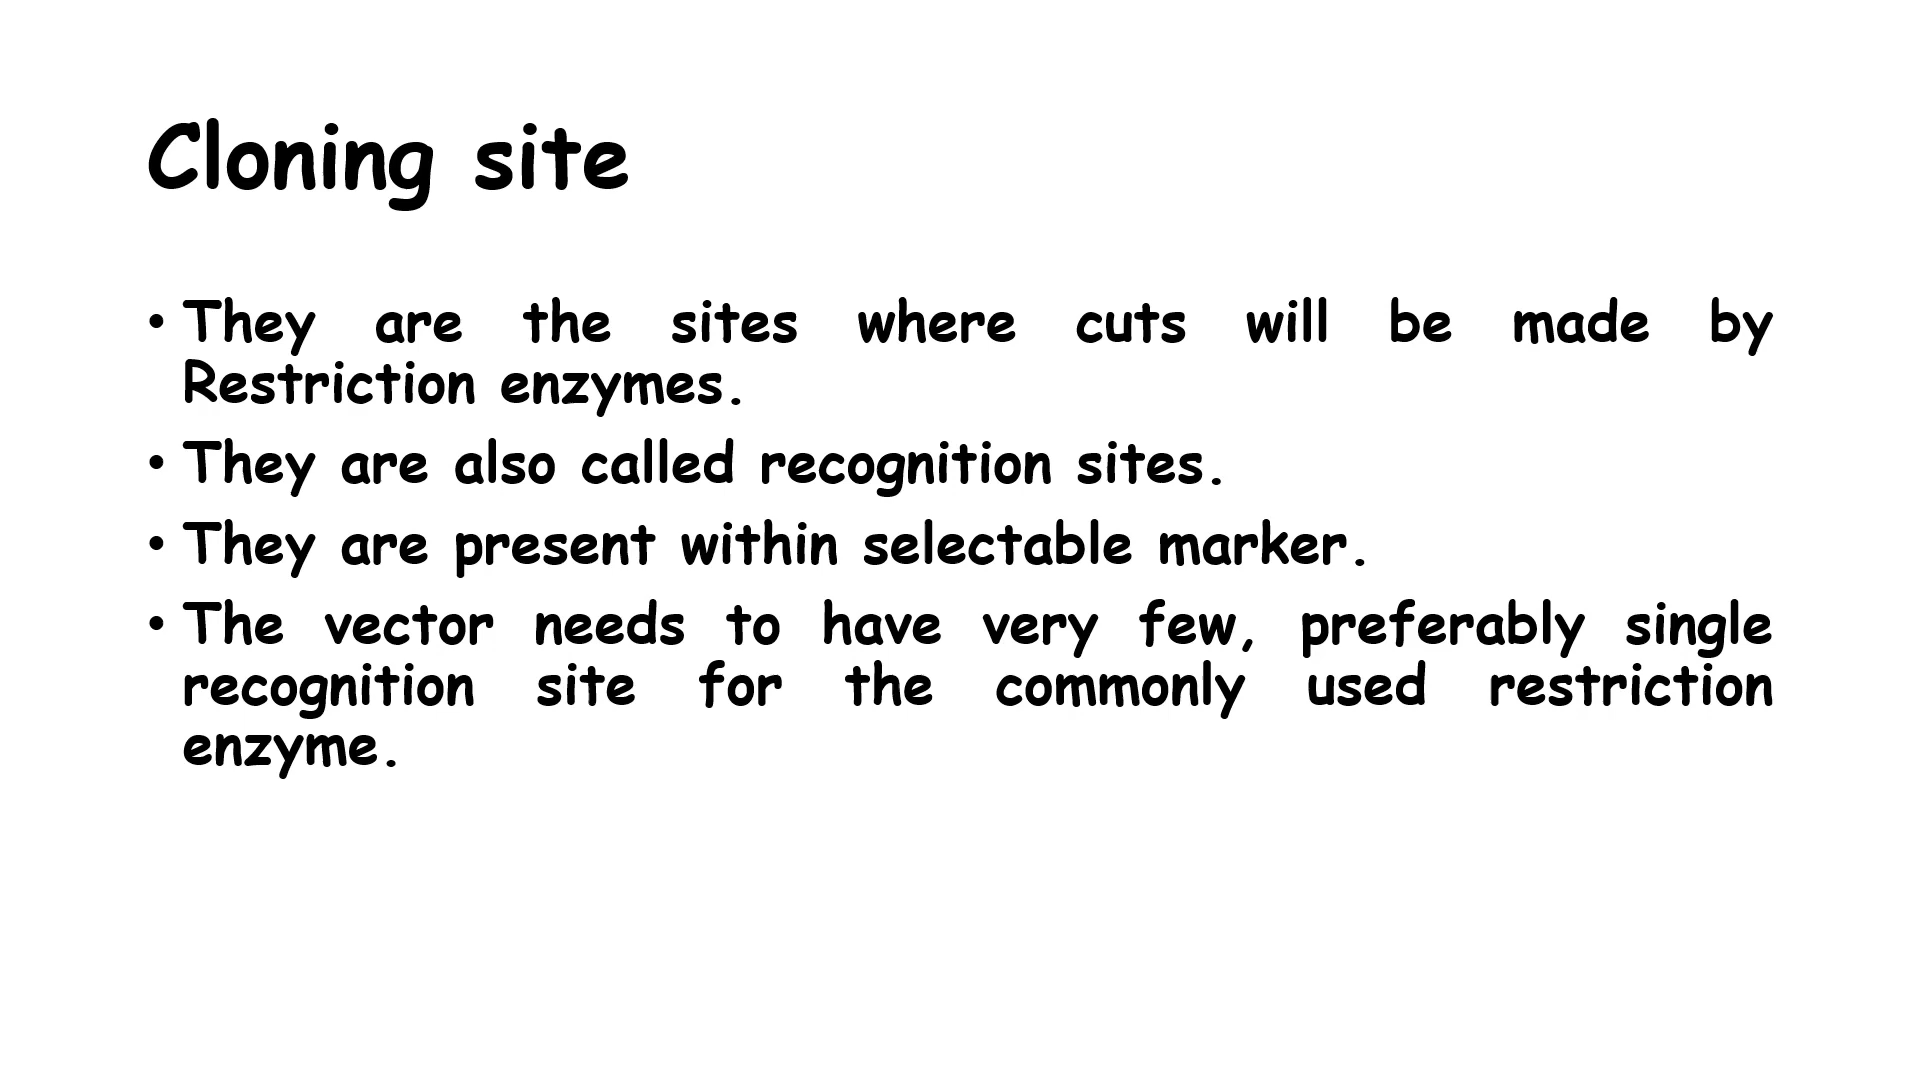 Cloning site
• They are the sites where cuts will be made by
Restriction enzymes.
• They are also called recognition sites.
• They are present within selectable marker.
• The vector needs to have very few, preferably single
recognition site for the commonly used restriction
enzyme.